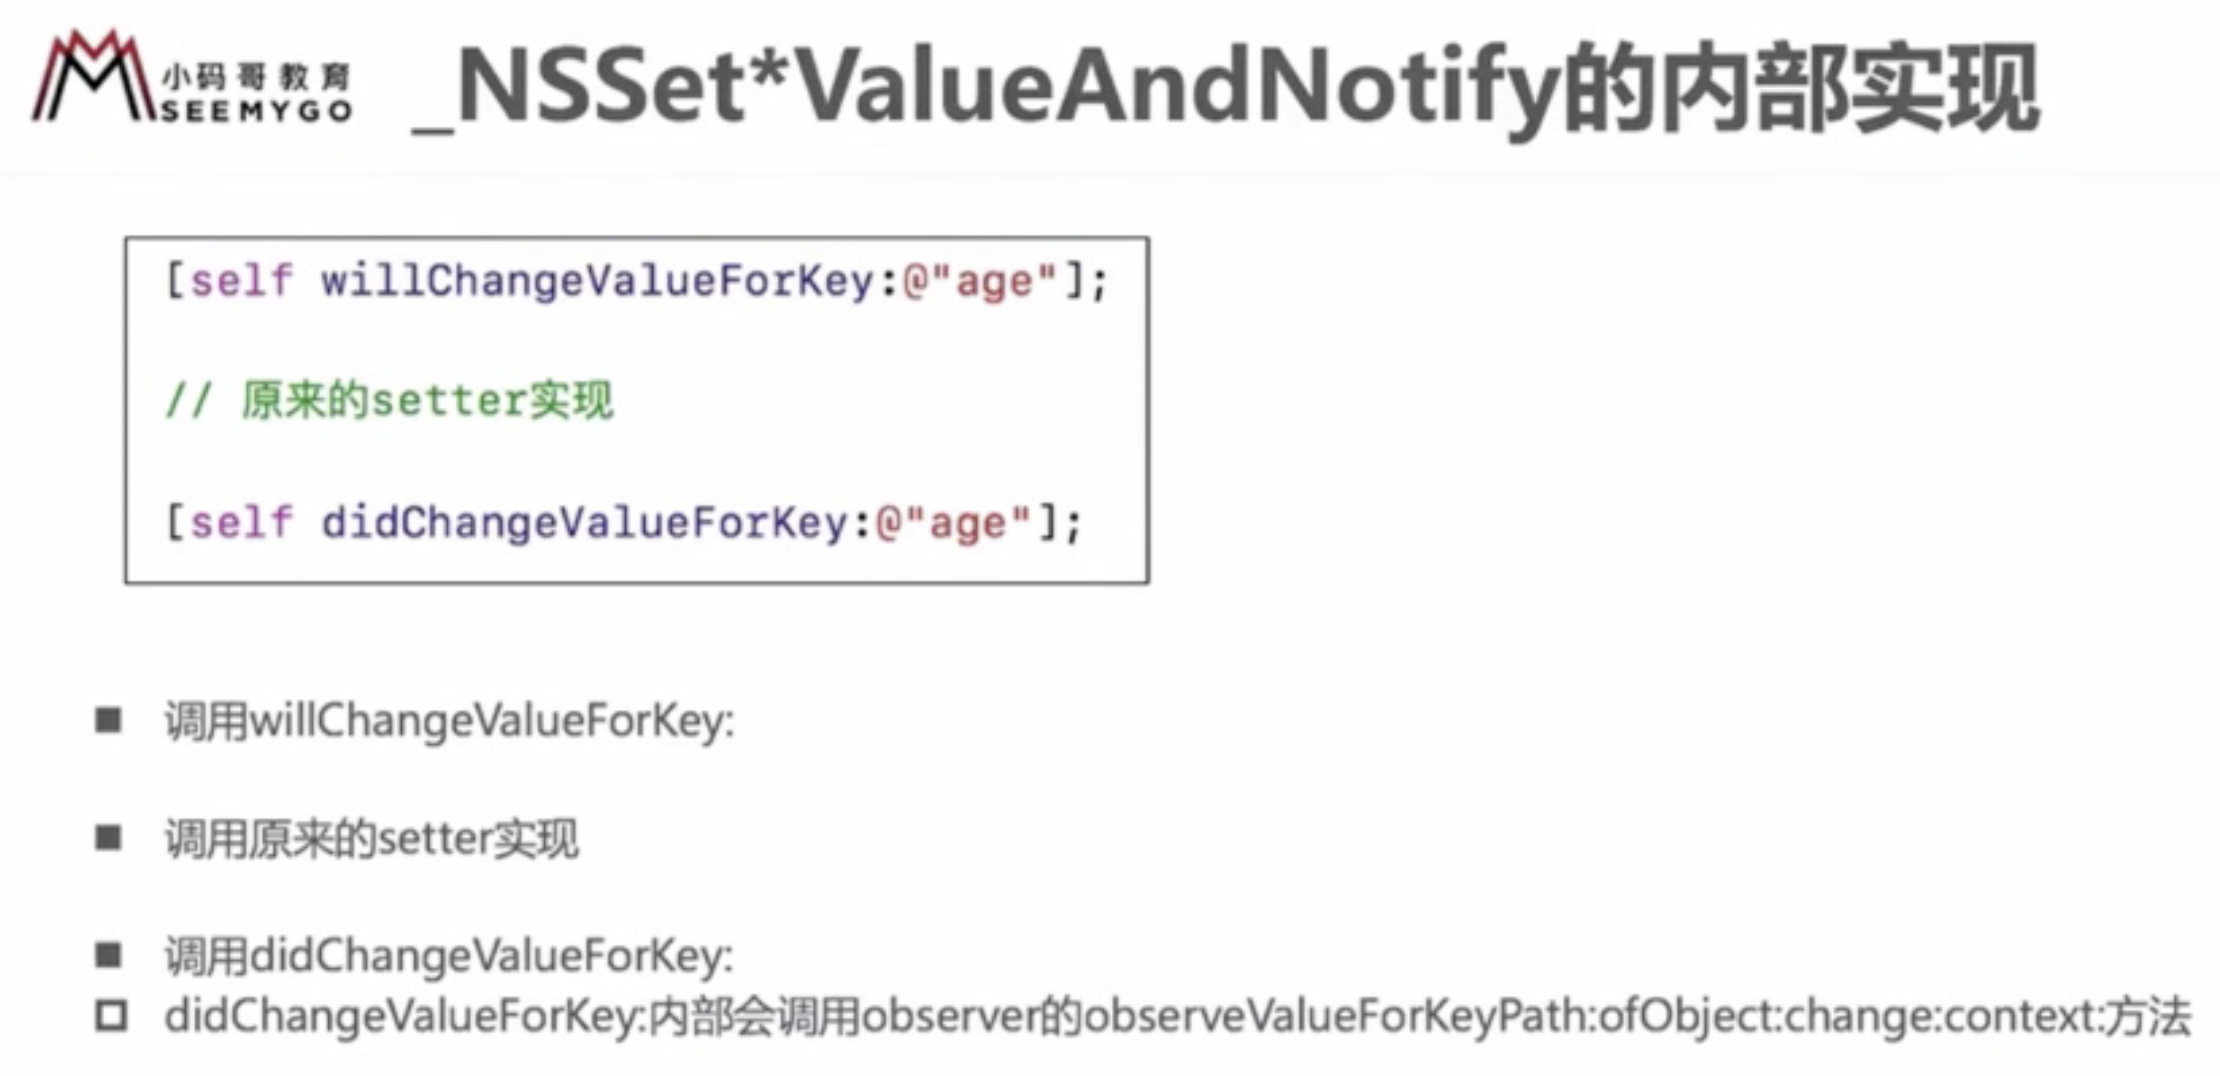 小码哥教育
SEEMYGO
_NSSet*ValueAndNotify的内部实现
[self willChangeValueForKey:@"age"];
// 原来的setter实现
[self didChangeValueForKey:@"age"];
■ 调用willChangeValueForKey:
■ 调用原来的setter实现
■ 调用didChangeValueForKey:
□ didChangeValueForKey:内部会调用observer的observeValueForKeyPath:ofObject:change:context:方法